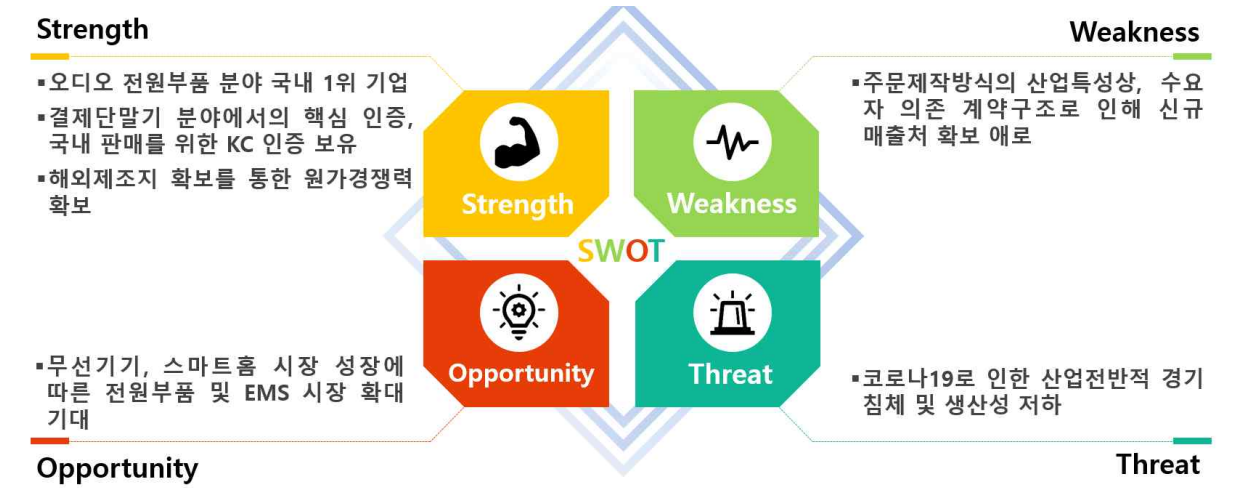 Strength
▪오디오 전원부품 분야 국내 1위 기업
▪결제단말기 분야에서의 핵심 인증,
국내 판매를 위한 KC 인증 보유
▪해외제조지 확보를 통한 원가경쟁력
확보
Weakness
▪주문제작방식의 산업특성상, 수요
자 의존 계약구조로 인해 신규
매출처 확보 애로
Strength
Weakness
SWOT
Opportunity
Threat
▪무선기기, 스마트홈 시장 성장에
따른 전원부품 및 EMS 시장 확대
기대
Opportunity
▪코로나19로 인한 산업전반적 경기
침체 및 생산성 저하
Threat